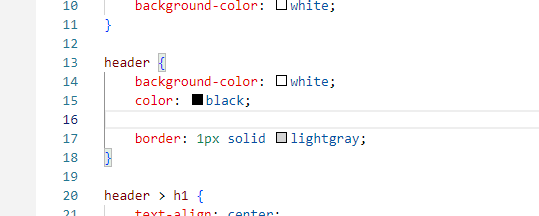 10 background-color: white;
11 }
12
13 header {
14 background-color: white;
15 color: black;
16
17 border: 1px solid lightgray;
18 }
19
20 header > h1 {
21 text-align: center;